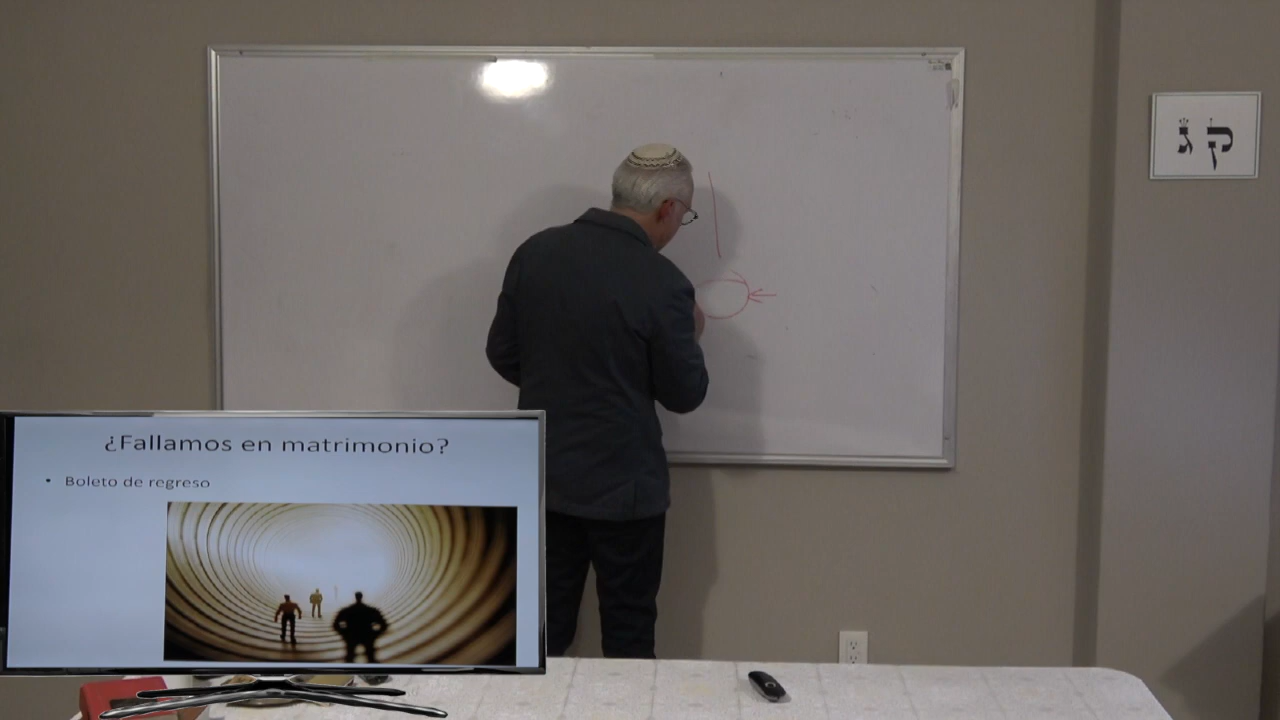 ק ג
¿Fallamos en matrimonio?
• Boleto de regreso